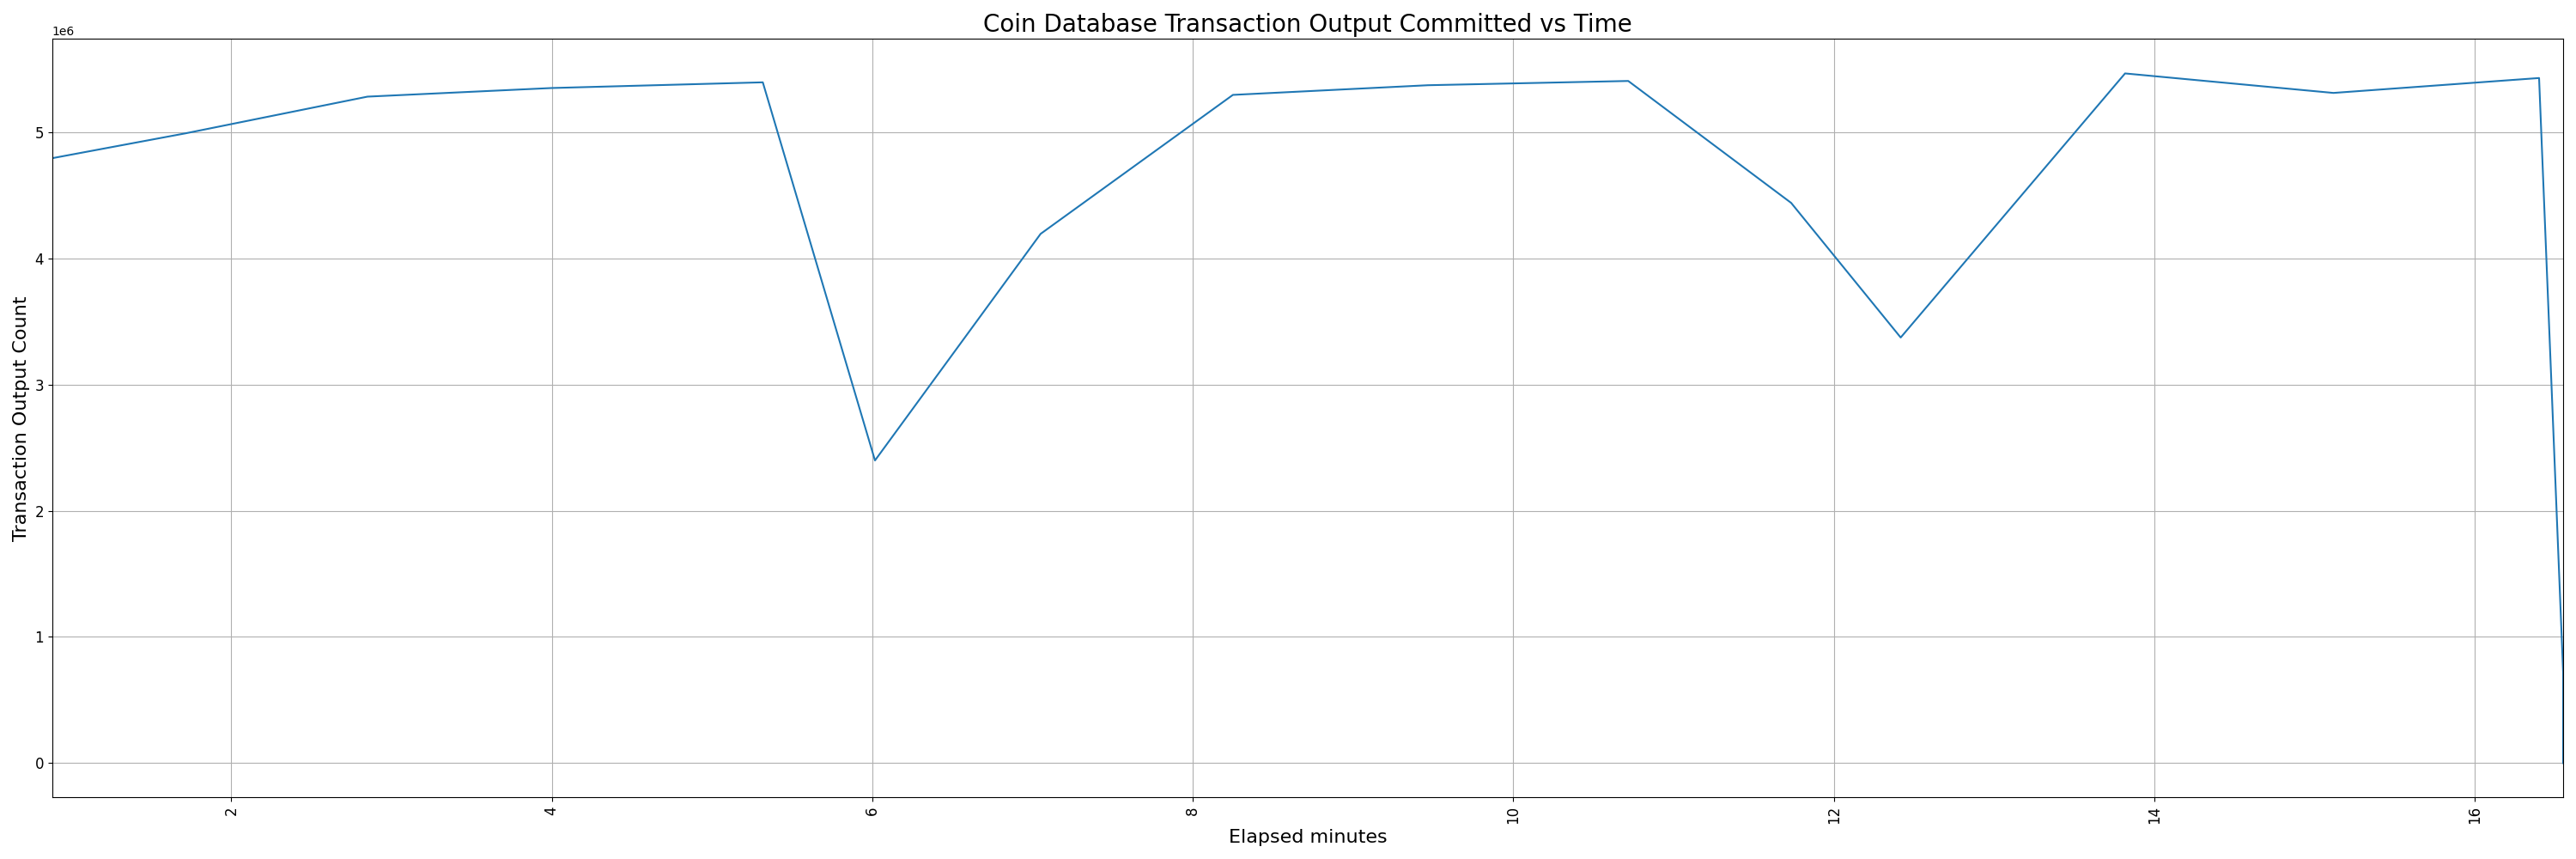 Coin Database Transaction Output Committed vs Time
1e6
5
4
3
2
1
0
Transaction Output Count
2 4 6 8 10 12 14 16
Elapsed minutes